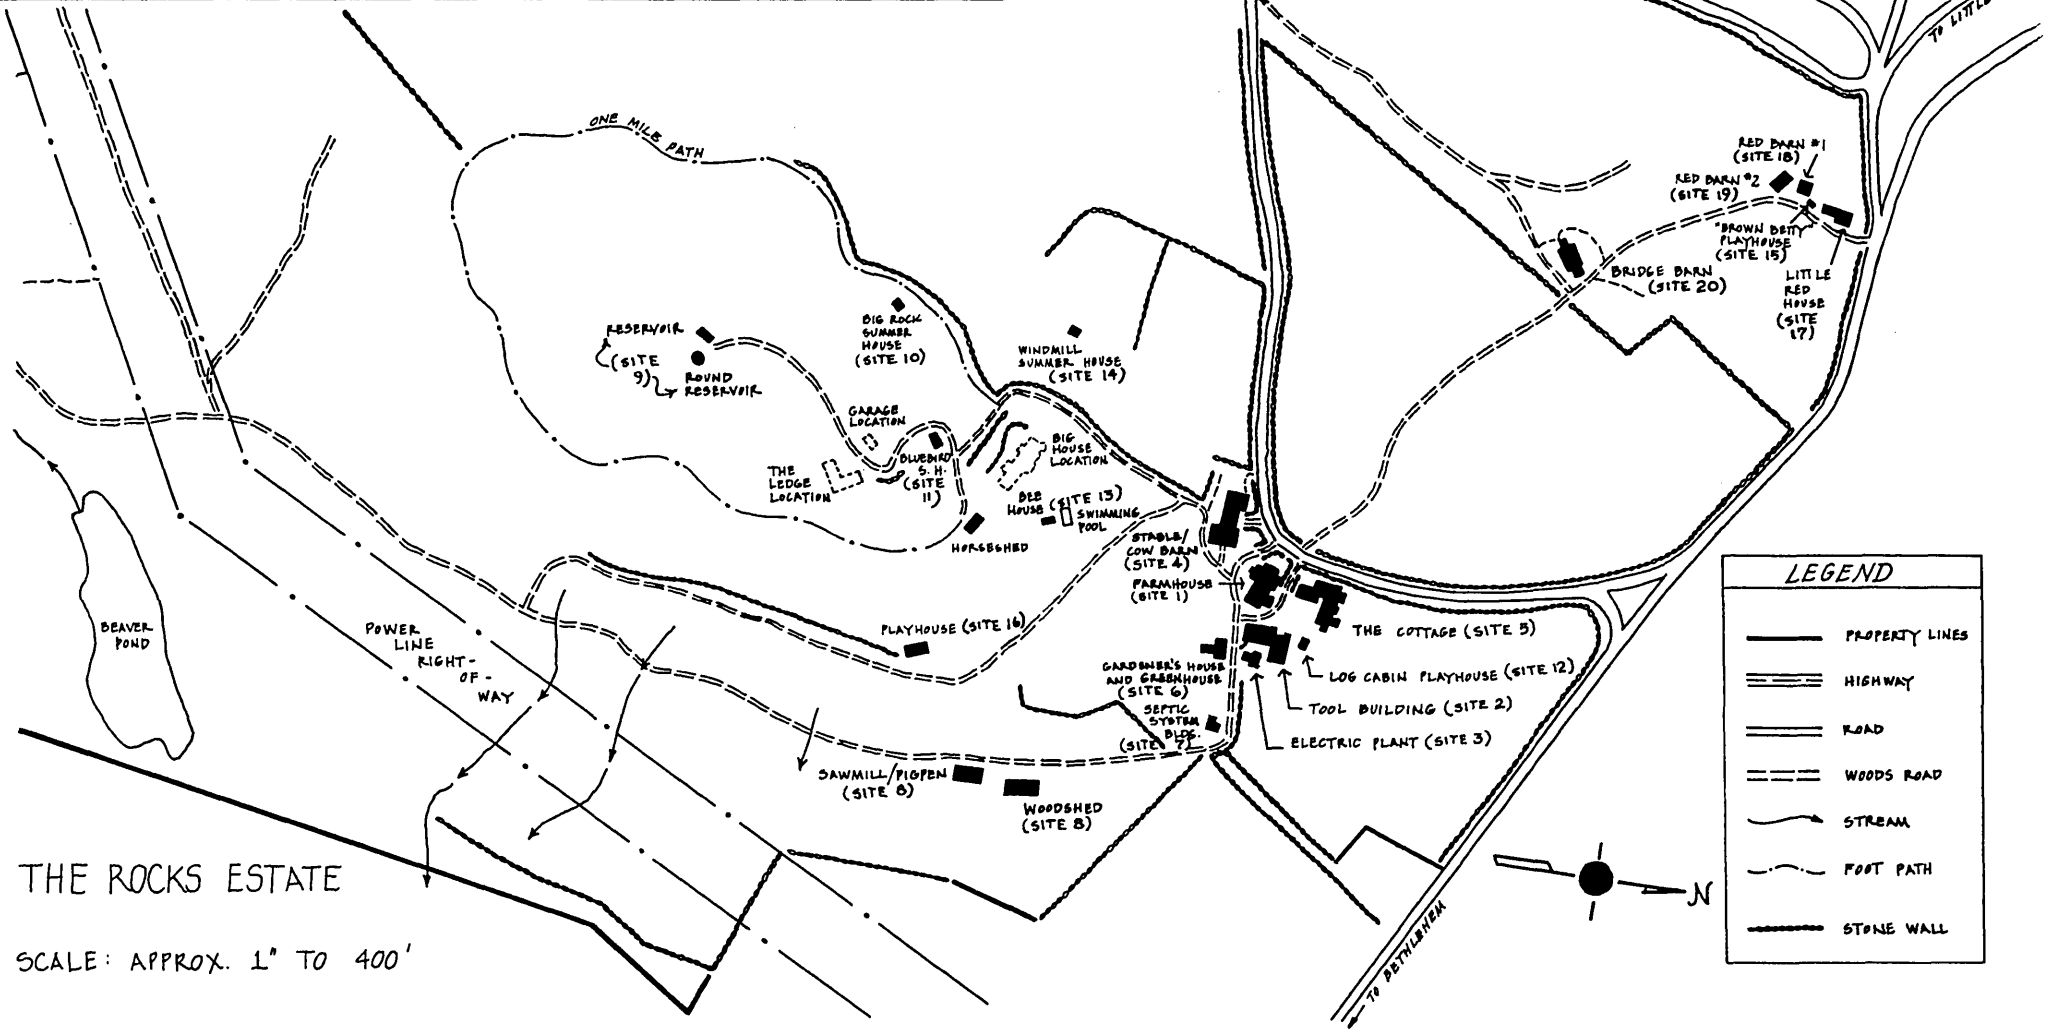 TO LITTLE
ONE MILE PATH
RED BARN #1
(SITE 18)
RED BARN #2
(SITE 19)
"BROWN BETTY"
PLAYHOUSE
(SITE 15)
BRIDGE BARN
(SITE 20)
LITTLE
RED
HOUSE
(SITE
17)
RESERVOIR
(SITE
9)
ROUND
RESERVOIR
BIG ROCK
SUMMER
HOUSE
(SITE 10)
WINDMILL
SUMMER HOUSE
(SITE 14)
GARAGE
LOCATION
THE
LEDGE
LOCATION
BLUEBIRD
S. H.
(SITE
11)
BIG
HOUSE
LOCATION
BEE
HOUSE (SITE 13)
SWIMMING
POOL
HORSESHED
STABLE/
COW BARN
(SITE 4)
FARMHOUSE
(SITE 1)
BEAVER
POND
POWER
LINE
RIGHT-
OF-
WAY
PLAYHOUSE (SITE 16)
THE COTTAGE (SITE 5)
GARDENER'S HOUSE
AND GREENHOUSE
(SITE 6)
LOG CABIN PLAYHOUSE (SITE 12)
TOOL BUILDING (SITE 2)
SEPTIC
SYSTEM
BLDG.
(SITE 7)
ELECTRIC PLANT (SITE 3)
SAWMILL/PIGPEN
(SITE 8)
WOODSHED
(SITE 8)
TO BETHLEHEM
N
LEGEND
PROPERTY LINES
HIGHWAY
ROAD
WOODS ROAD
STREAM
FOOT PATH
STONE WALL
THE ROCKS ESTATE
SCALE: APPROX. 1" TO 400'